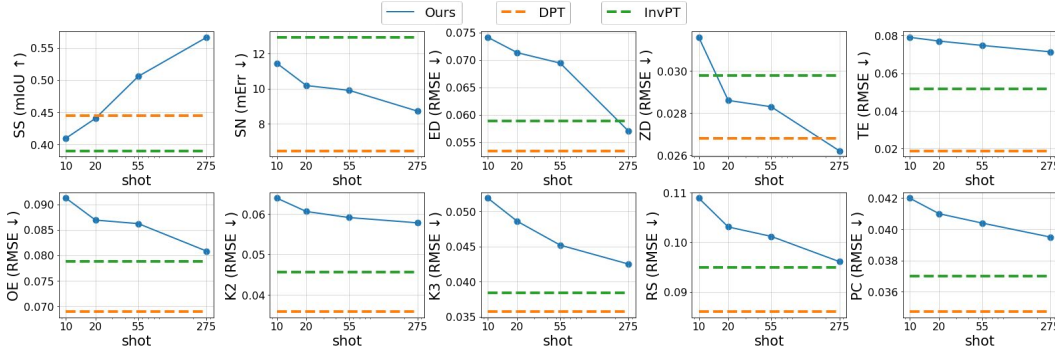 Ours DPT InvPT
SS (mIoU ↑)
0.55
0.50
0.45
0.40
10 20 55 275
shot
SN (mErr ↓)
12
10
8
10 20 55 275
shot
ED (RMSE ↓)
0.075
0.070
0.065
0.060
0.055
10 20 55 275
shot
ZD (RMSE ↓)
0.030
0.028
0.026
10 20 55 275
shot
TE (RMSE ↓)
0.08
0.06
0.04
0.02
10 20 55 275
shot
OE (RMSE ↓)
0.090
0.085
0.080
0.075
0.070
10 20 55 275
shot
K2 (RMSE ↓)
0.06
0.05
0.04
10 20 55 275
shot
K3 (RMSE ↓)
0.050
0.045
0.040
0.035
10 20 55 275
shot
RS (RMSE ↓)
0.11
0.10
0.09
10 20 55 275
shot
PC (RMSE ↓)
0.042
0.040
0.038
0.036
10 20 55 275
shot